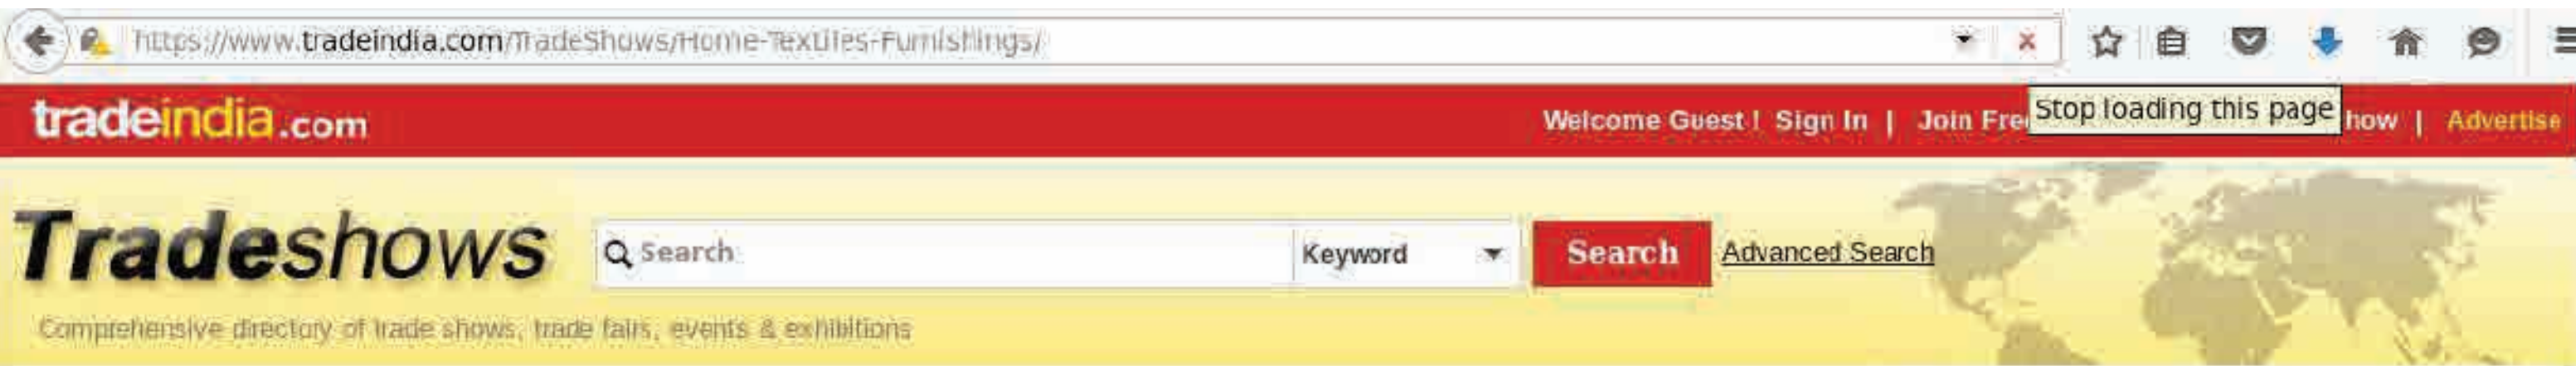 https://www.tradeindia.com/TradeShows/Home-Textiles-Furnishings/
tradeindia.com
Welcome Guest ! Sign In | Join Fre
Stop loading this page
how | Advertise
Tradeshows
Search
Keyword
Search
Advanced Search
Comprehensive directory of trade shows, trade fairs, events & exhibitions